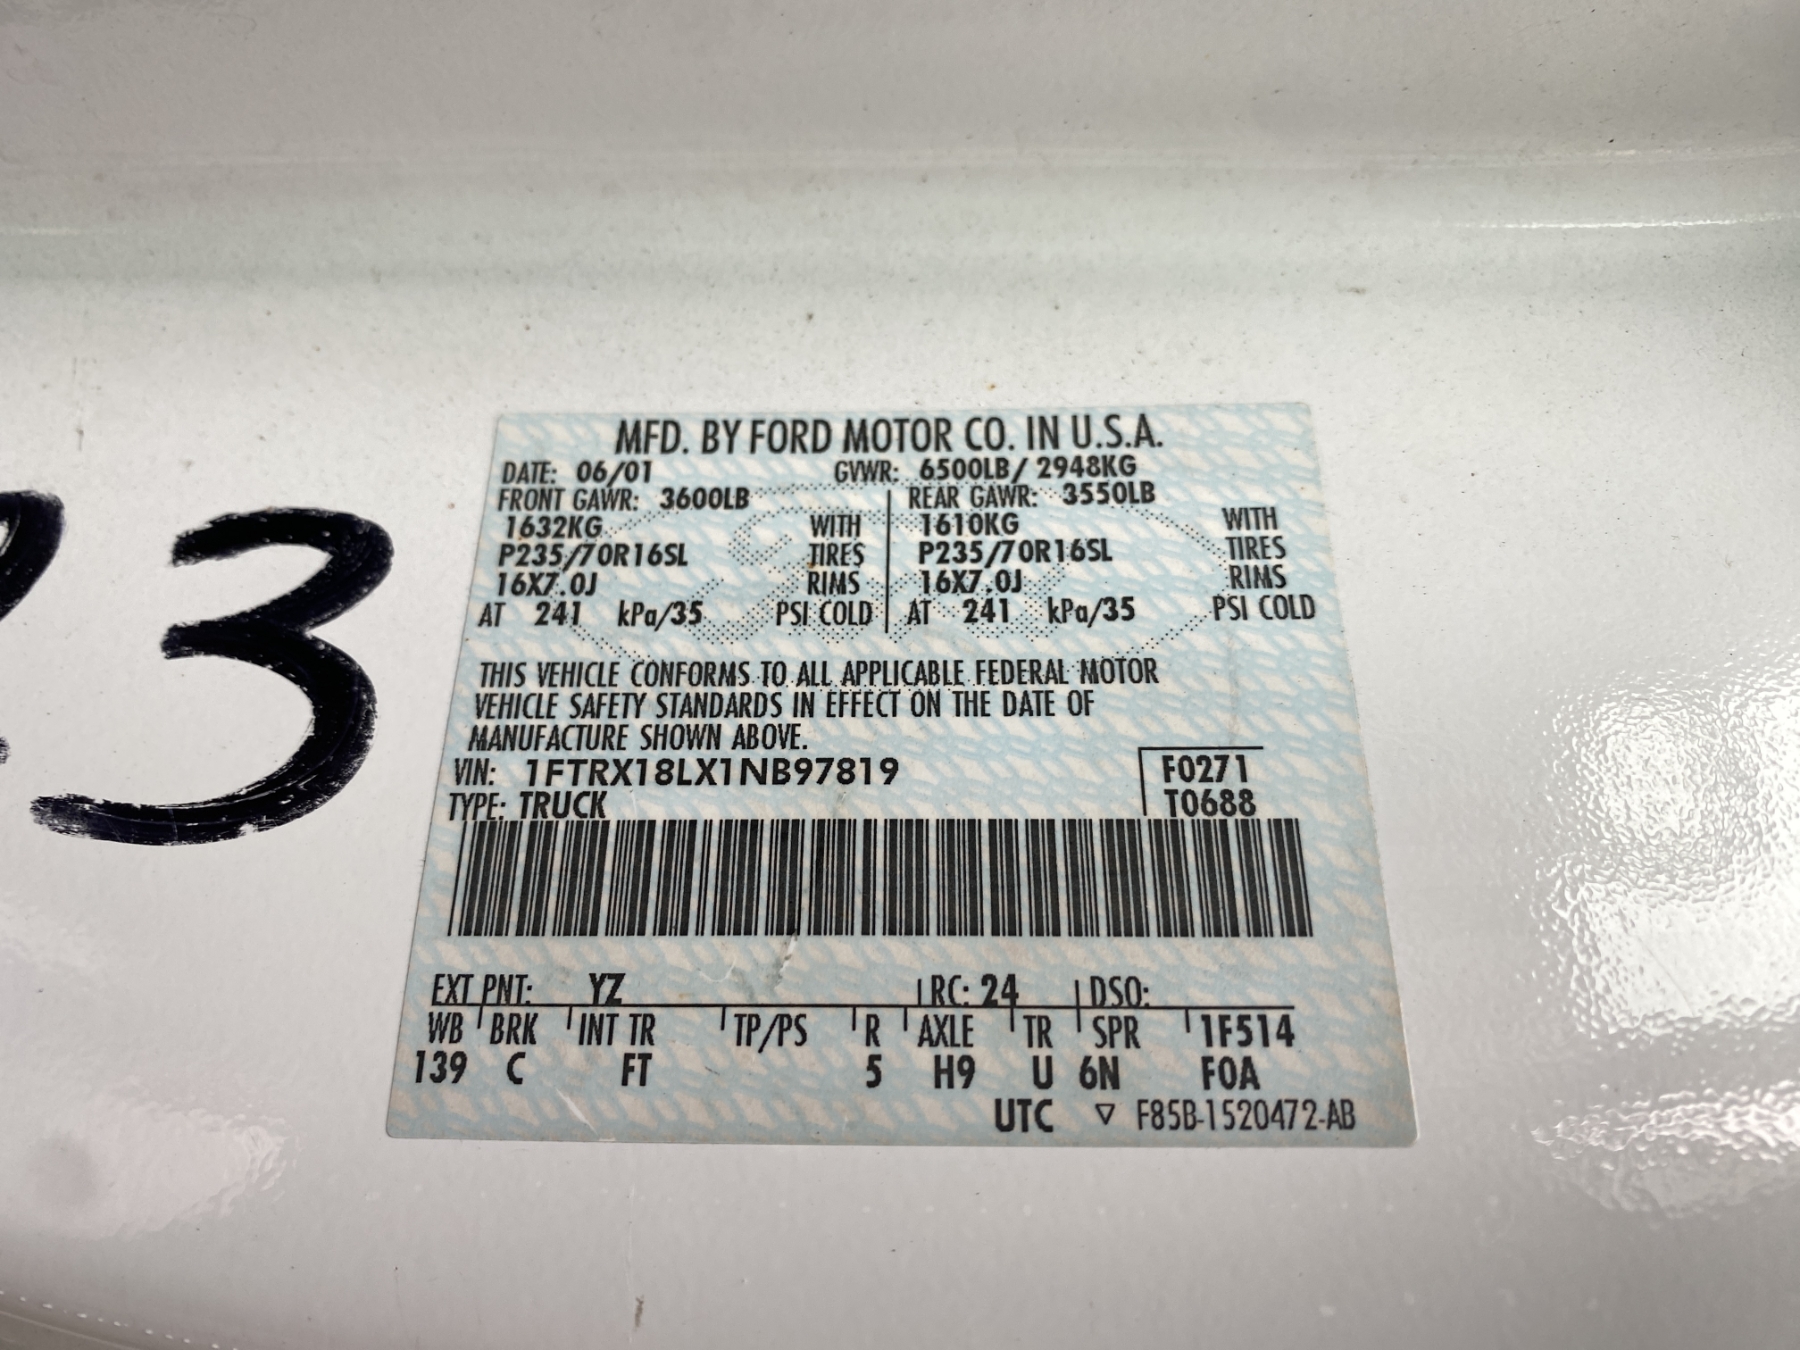 3
MFD. BY FORD MOTOR CO. IN U.S.A.
DATE: 06/01 GVWR: 6500LB/ 2948KG
FRONT GAWR: 3600LB REAR GAWR: 3550LB
1632KG WITH 1610KG WITH
P235/70R16SL TIRES P235/70R16SL TIRES
16X7.0J RIMS 16X7.0J RIMS
AT 241 kPa/35 PSI COLD AT 241 kPa/35 PSI COLD
THIS VEHICLE CONFORMS TO ALL APPLICABLE FEDERAL MOTOR
VEHICLE SAFETY STANDARDS IN EFFECT ON THE DATE OF
MANUFACTURE SHOWN ABOVE.
VIN: 1FTRX18LX1NB97819 F0271
TYPE: TRUCK T0688
EXT PNT: YZ RC: 24 DSO:
WB BRK INT TR TP/PS R AXLE TR SPR 1F514
139 C FT 5 H9 U 6N F0A
UTC ▽ F85B-1520472-AB